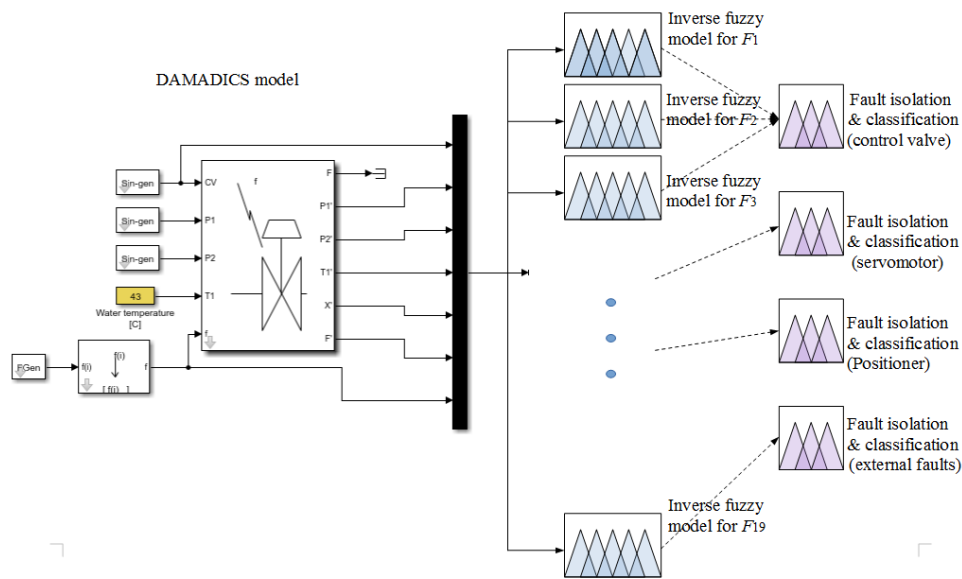 DAMADICS model
Sin-gen
Sin-gen
Sin-gen
43
Water temperature
[C]
FGen
f(i)
f(i)
[ f(i)...]
f
CV
P1
P2
T1
f
f
F
P1'
P2'
T1'
X'
F'
Inverse fuzzy
model for F1
Inverse fuzzy
model for F2
Inverse fuzzy
model for F3
Inverse fuzzy
model for F19
Fault isolation
& classification
(control valve)
Fault isolation
& classification
(servomotor)
Fault isolation
& classification
(Positioner)
Fault isolation
& classification
(external faults)